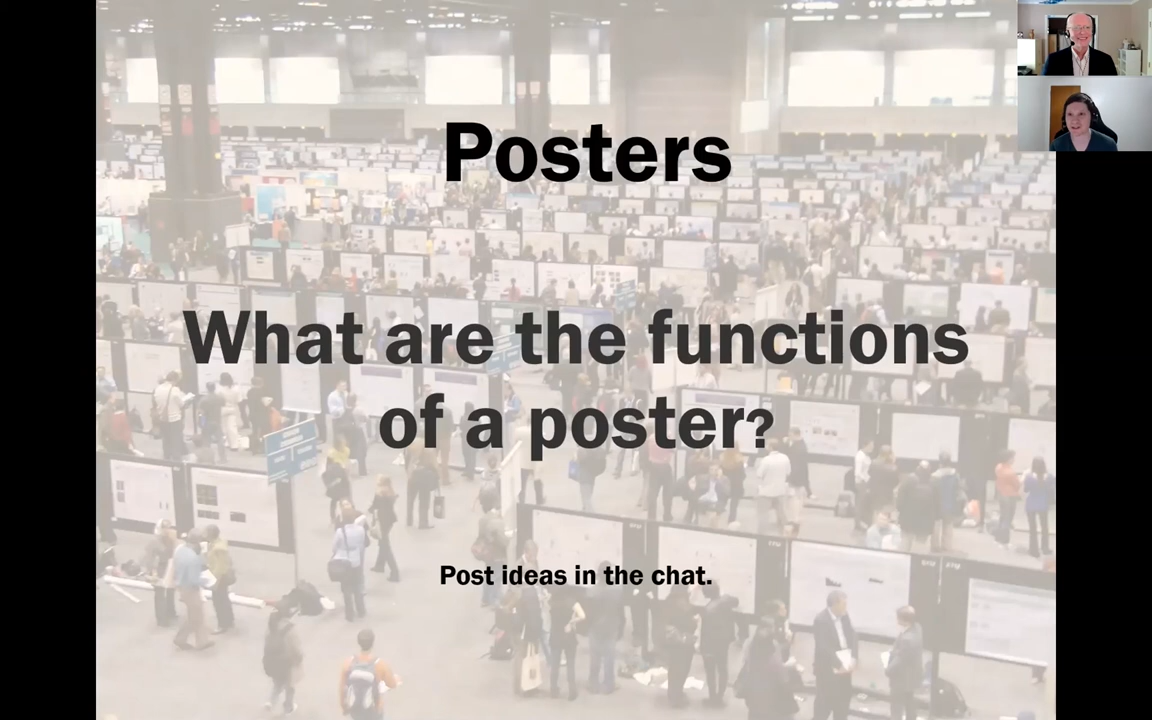 Posters
What are the functions
of a poster?
Post ideas in the chat.